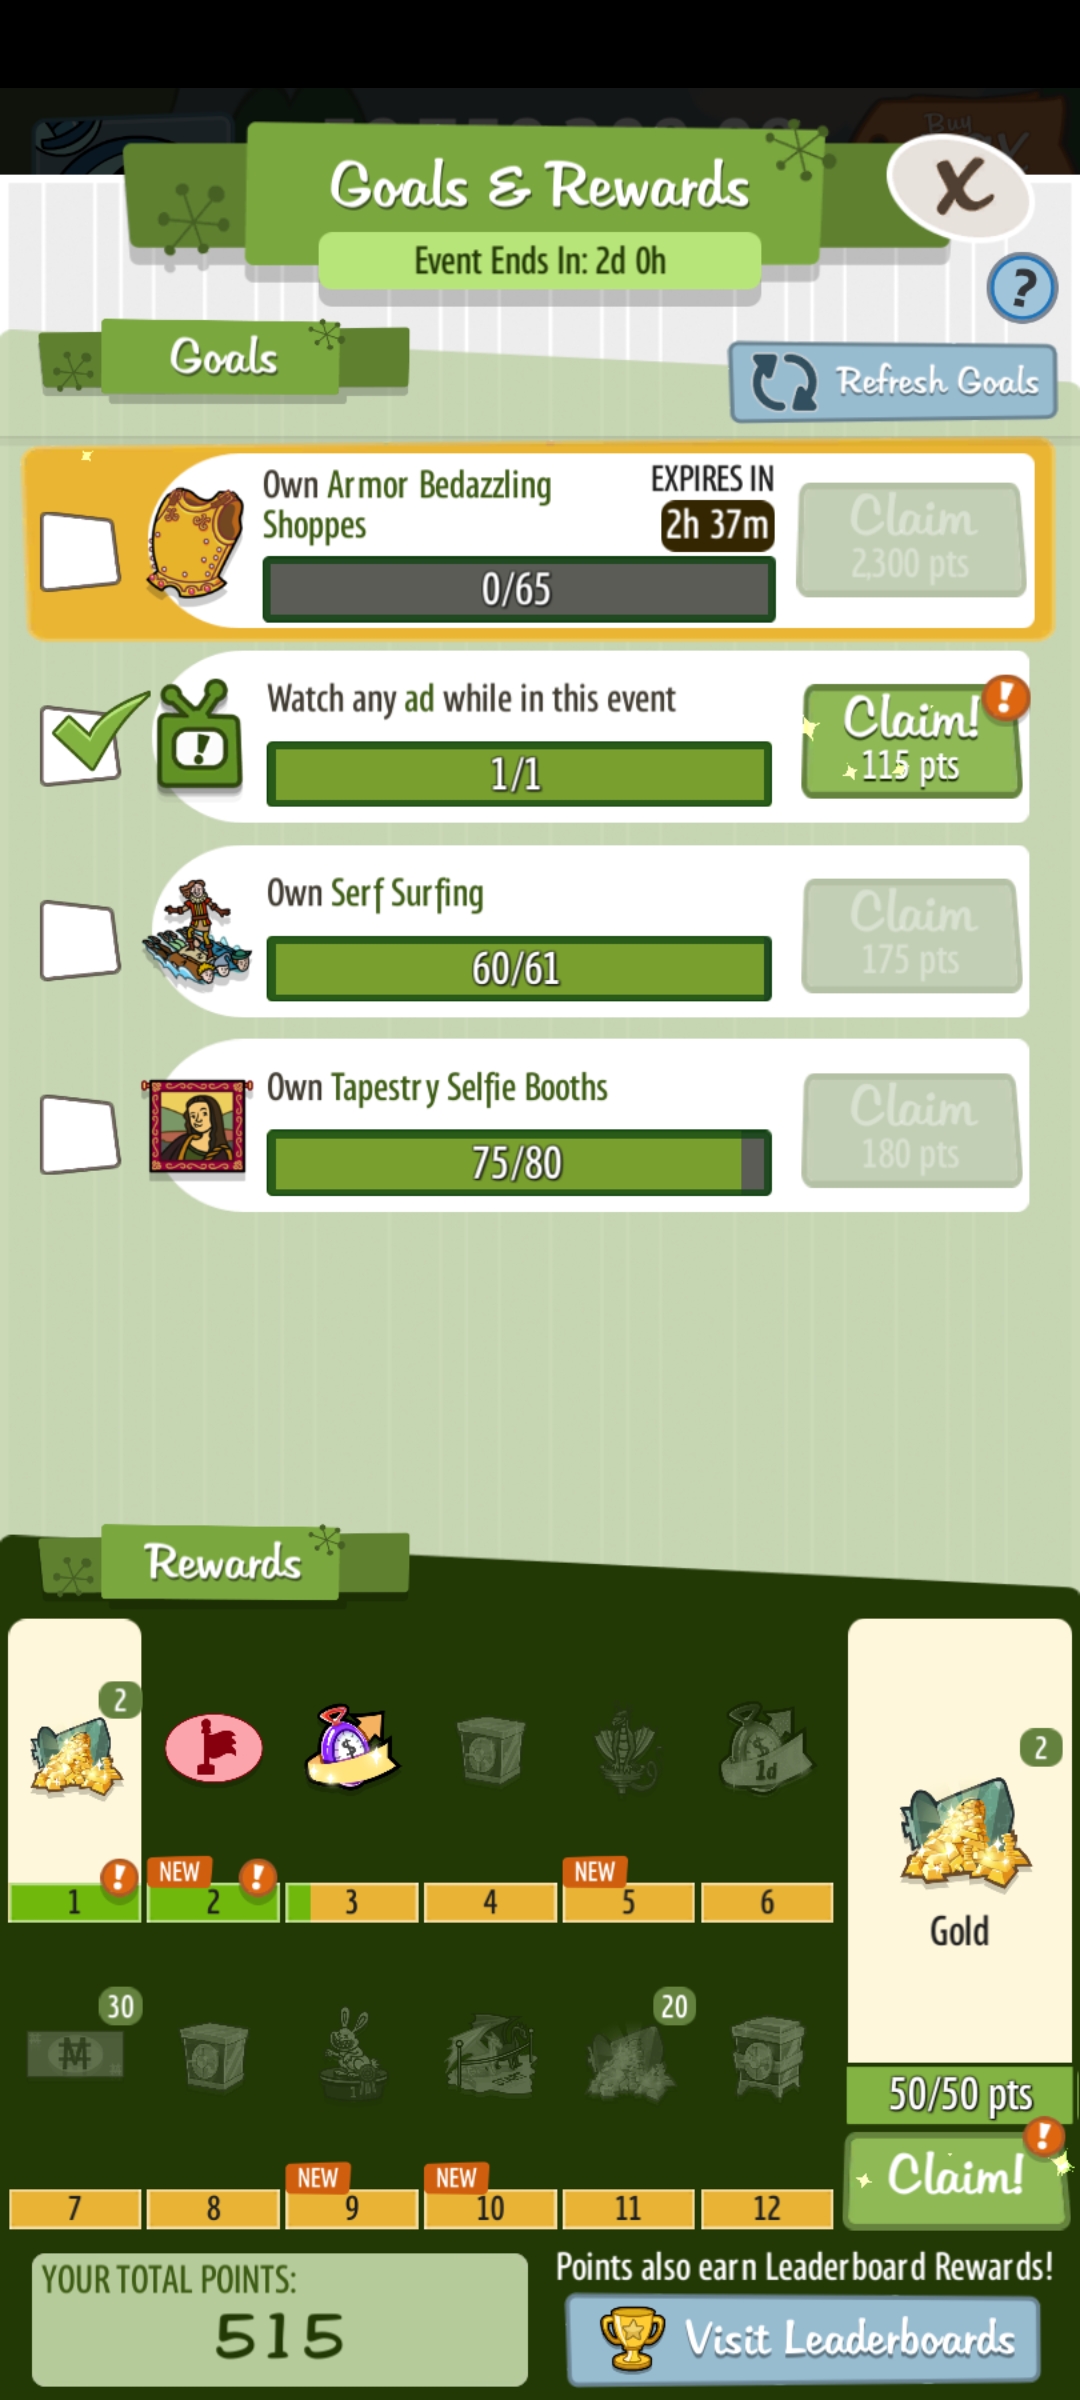 Buy
Goals & Rewards
X
Event Ends In: 2d 0h
?
Goals
Refresh Goals
Own Armor Bedazzling
Shoppes
EXPIRES IN
2h 37m
0/65
Claim
2,300 pts
Watch any ad while in this event
1/1
Claim!
115 pts
Own Serf Surfing
60/61
Claim
175 pts
Own Tapestry Selfie Booths
75/80
Claim
180 pts
Rewards
2
1d
NEW
NEW
1
2
3
4
5
6
2
Gold
30
20
50/50 pts
Claim!
NEW
NEW
7
8
9
10
11
12
YOUR TOTAL POINTS:
515
Points also earn Leaderboard Rewards!
Visit Leaderboards